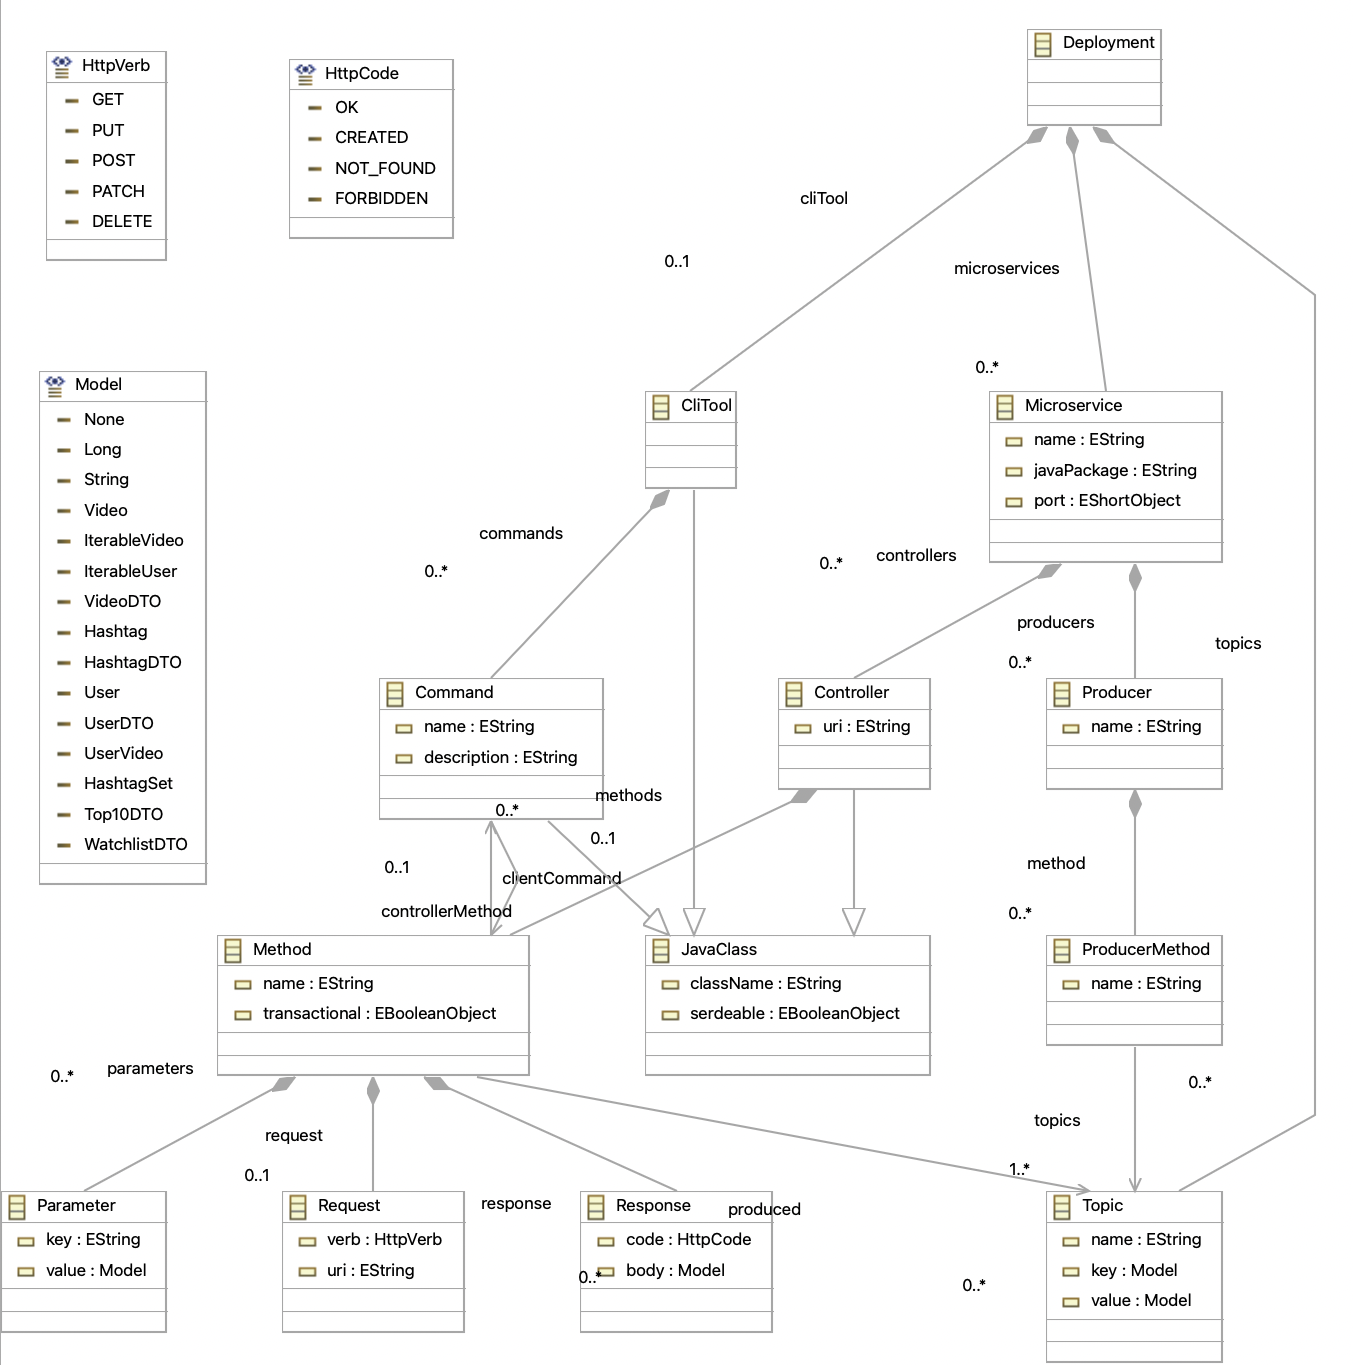 Deployment
HttpVerb
GET
PUT
POST
PATCH
DELETE
HttpCode
OK
CREATED
NOT_FOUND
FORBIDDEN
cliTool
0..1
microservices
0..*
topics
0..*
Model
None
Long
String
Video
IterableVideo
IterableUser
VideoDTO
Hashtag
HashtagDTO
User
UserDTO
UserVideo
HashtagSet
Top10DTO
WatchlistDTO
CliTool
Microservice
name : EString
javaPackage : EString
port : EShortObject
commands
0..*
0..*
controllers
producers
0..*
Command
name : EString
description : EString
Controller
uri : EString
Producer
name : EString
0..*
methods
0..1
0..1
clientCommand
controllerMethod
method
0..*
Method
name : EString
transactional : EBooleanObject
JavaClass
className : EString
serdeable : EBooleanObject
ProducerMethod
name : EString
0..*
parameters
request
0..1
response
0..*
produced
1..*
topics
0..*
Parameter
key : EString
value : Model
Request
verb : HttpVerb
uri : EString
Response
code : HttpCode
body : Model
Topic
name : EString
key : Model
value : Model